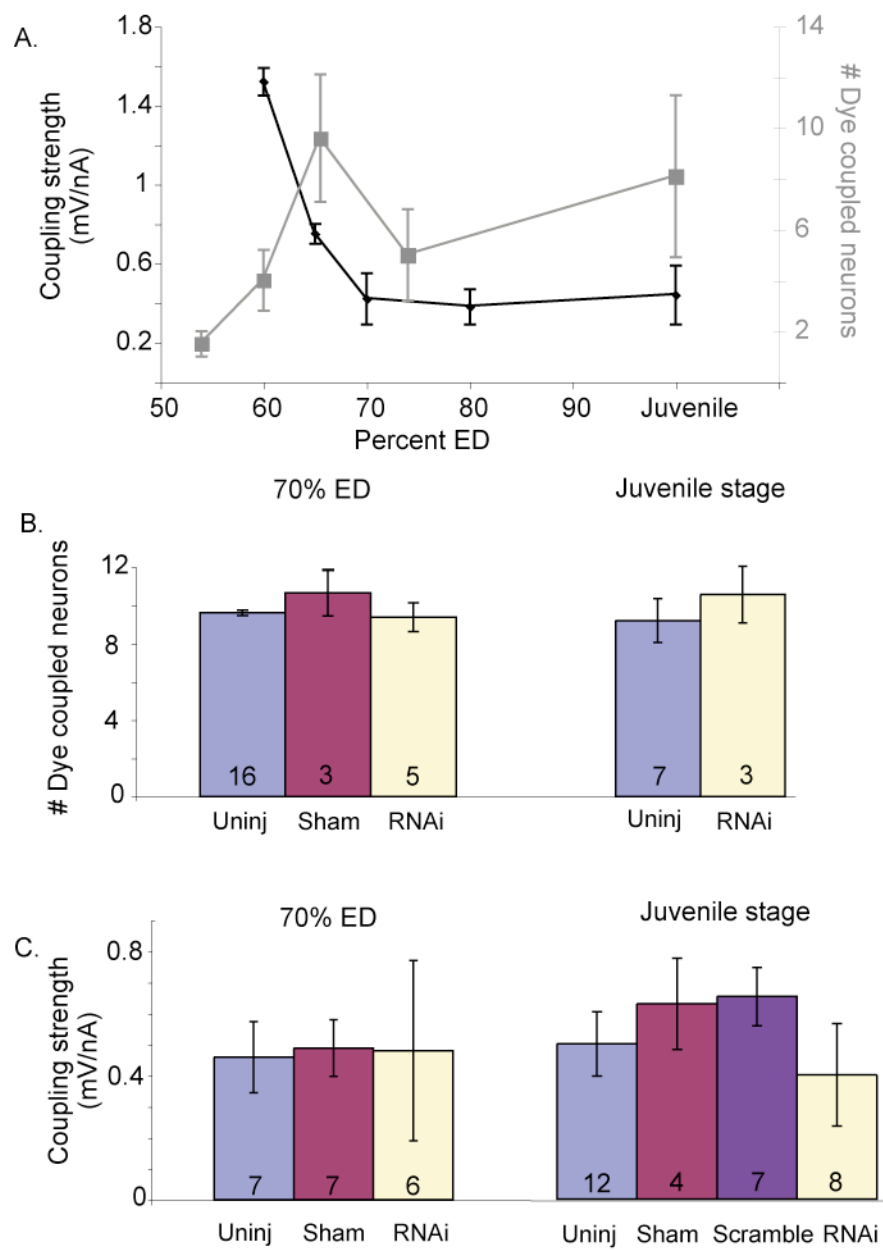 A.
Coupling strength
(mV/nA)
1.8
1.4
1
0.6
0.2
14
10
6
2
# Dye coupled neurons
50 60 70 80 90 Juvenile
Percent ED
B.
70% ED Juvenile stage
# Dye coupled neurons
12
8
4
0
16 3 5 7 3
Uninj Sham RNAi Uninj RNAi
C.
70% ED Juvenile stage
Coupling strength
(mV/nA)
0.8
0.4
0
7 7 6 12 4 7 8
Uninj Sham RNAi Uninj Sham Scramble RNAi